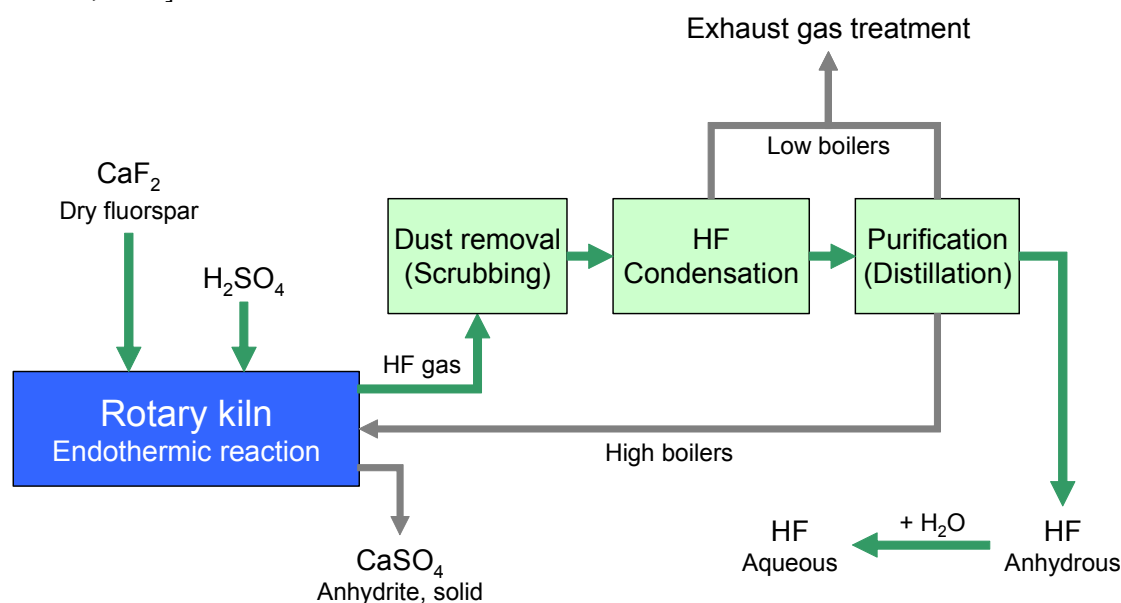 Exhaust gas treatment
Low boilers
CaF₂
Dry fluorspar
H₂SO₄
Dust removal
(Scrubbing)
HF
Condensation
Purification
(Distillation)
HF gas
Rotary kiln
Endothermic reaction
High boilers
CaSO₄
Anhydrite, solid
HF
Aqueous
+ H₂O
HF
Anhydrous